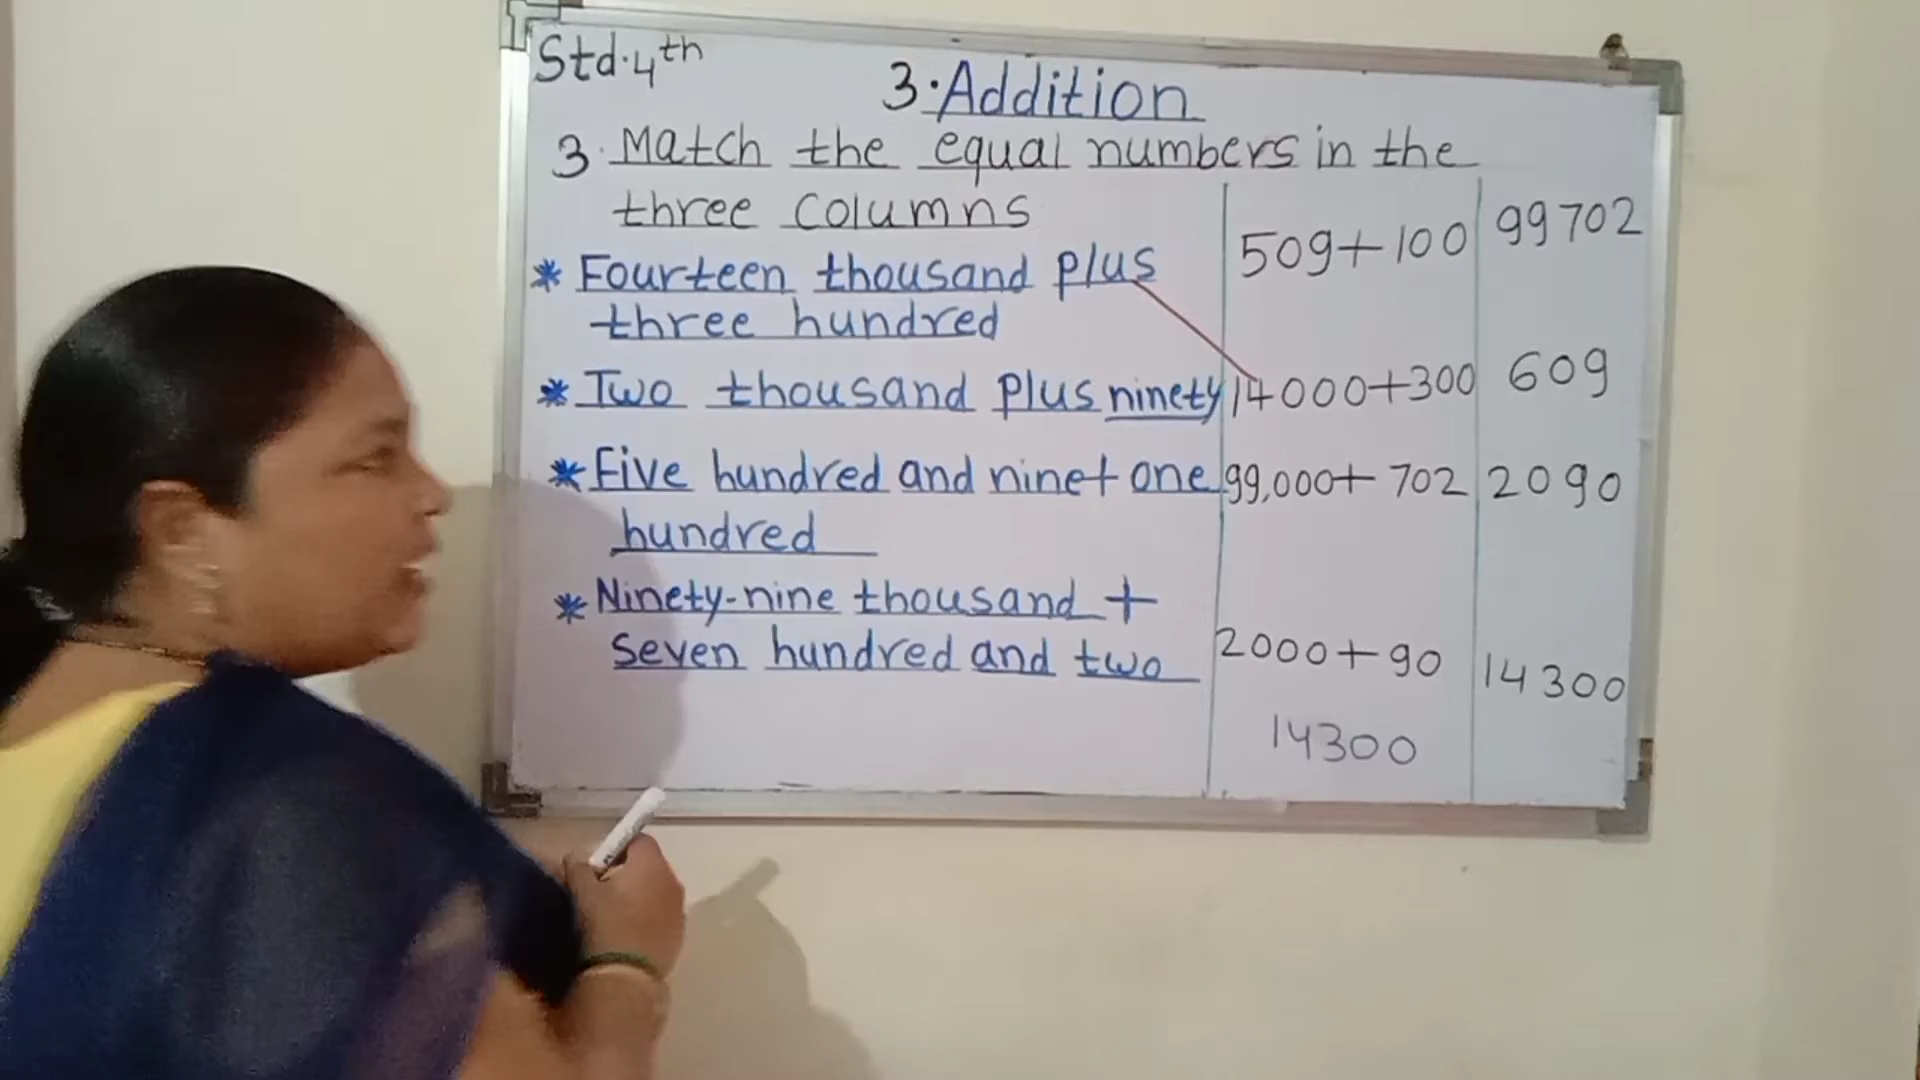 Std. 4th
3. Addition
3. Match the equal numbers in the
three columns
* Fourteen thousand plus
three hundred
* Two thousand plus ninety
* Five hundred and nine + one
hundred
* Ninety-nine thousand +
seven hundred and two
509+100
14000+300
99,000+ 702
2000+90
14300
99702
609
2090
14300